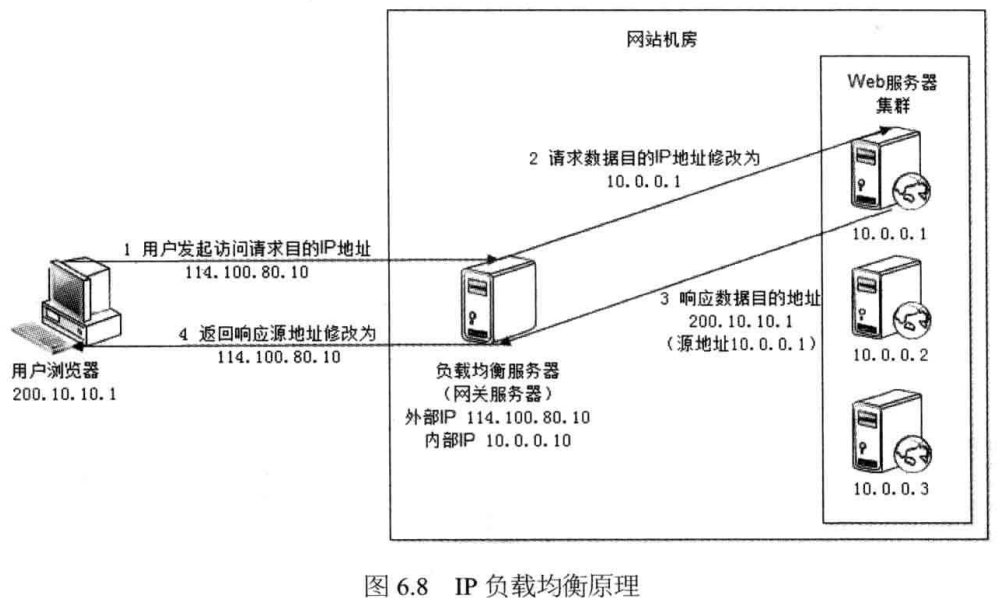 网站机房
Web服务器
集群
2 请求数据目的IP地址修改为
10.0.0.1
10.0.0.1
1 用户发起访问请求目的IP地址
114.100.80.10
3 响应数据目的地址
200.10.10.1
（源地址10.0.0.1）
4 返回响应源地址修改为
114.100.80.10
10.0.0.2
用户浏览器
200.10.10.1
负载均衡服务器
（网关服务器）
外部IP 114.100.80.10
内部IP 10.0.0.10
10.0.0.3
图 6.8 IP 负载均衡原理